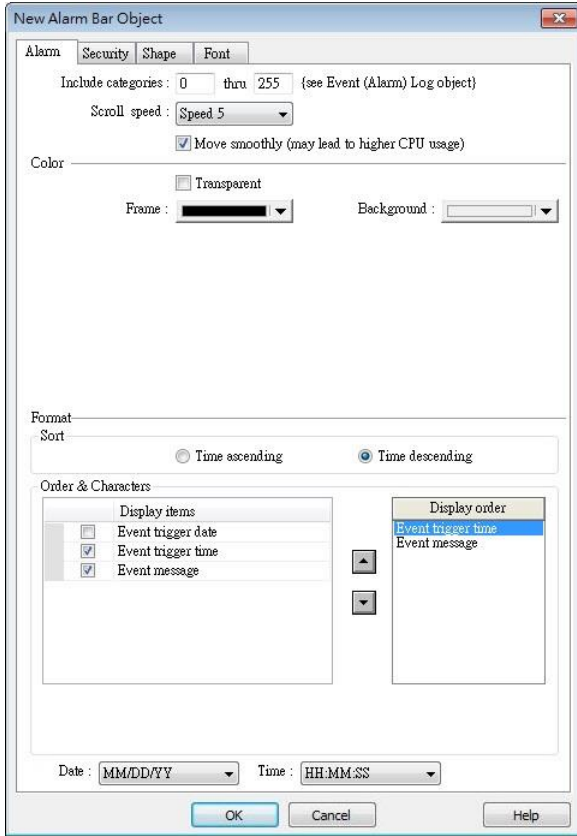 New Alarm Bar Object
Alarm Security Shape Font
Include categories : 0 thru 255 {see Event (Alarm) Log object}
Scroll speed : Speed 5
Move smoothly (may lead to higher CPU usage)
Color
Transparent
Frame : Background :
Format
Sort
Time ascending Time descending
Order & Characters
Display items Display order
Event trigger date Event trigger time
Event trigger time Event message
Event message
Date : MM/DD/YY Time : HH:MM:SS
OK Cancel Help